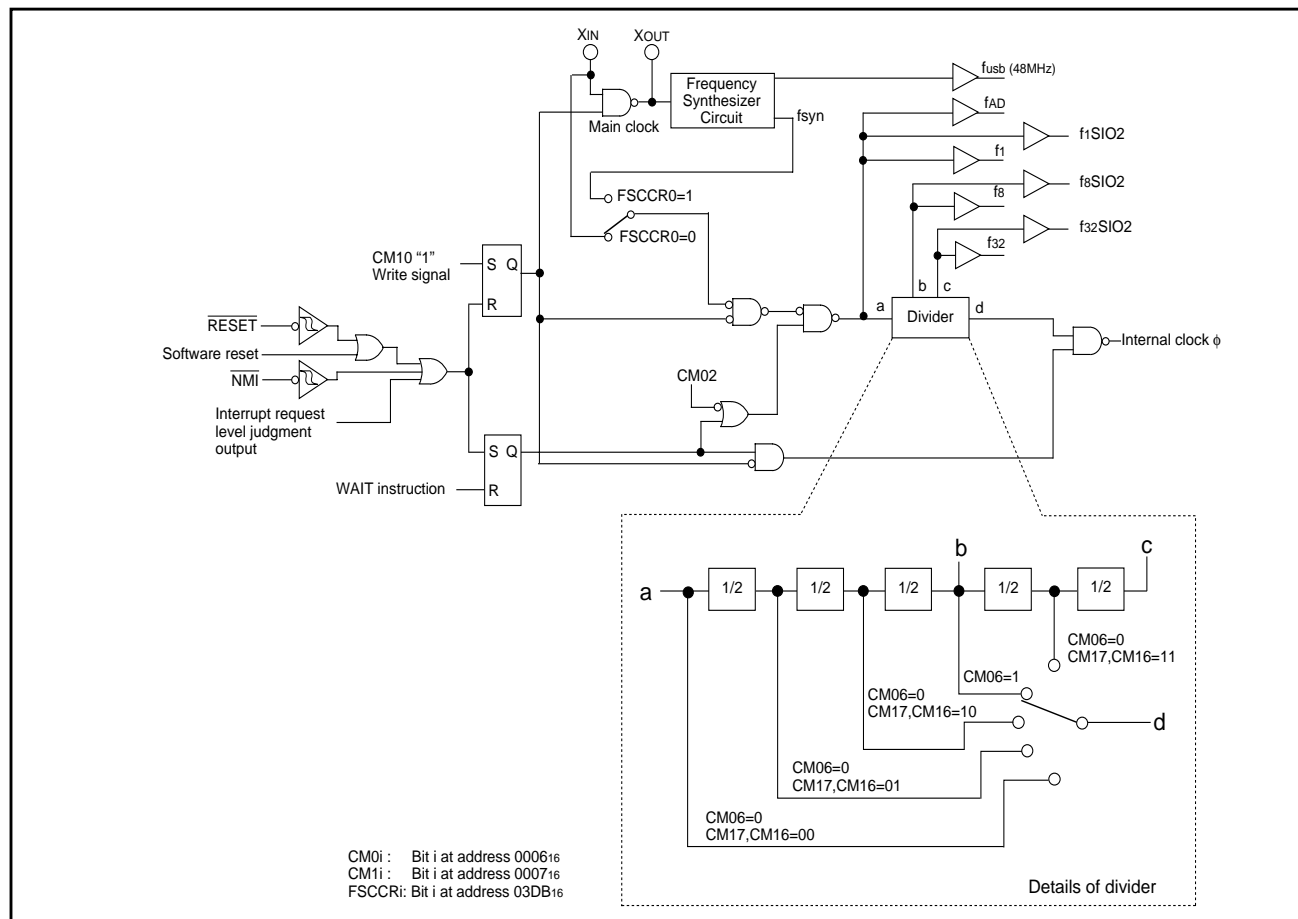 XIN
XOUT
Frequency
Synthesizer
Circuit
Main clock
fsyn
fusb (48MHz)
fAD
f1SIO2
f1
f8SIO2
f8
f32SIO2
f32
FSCCR0=1
FSCCR0=0
CM10 “1”
Write signal
S Q
R
RESET
Software reset
NMI
Interrupt request
level judgment
output
CM02
b c
a
Divider
d
Internal clock ϕ
S Q
R
WAIT instruction
b
c
a
1/2
1/2
1/2
1/2
1/2
CM06=0
CM17,CM16=11
CM06=1
CM06=0
CM17,CM16=10
d
CM06=0
CM17,CM16=01
CM06=0
CM17,CM16=00
CM0i : Bit i at address 000616
CM1i : Bit i at address 000716
FSCCRi: Bit i at address 03DB16
Details of divider